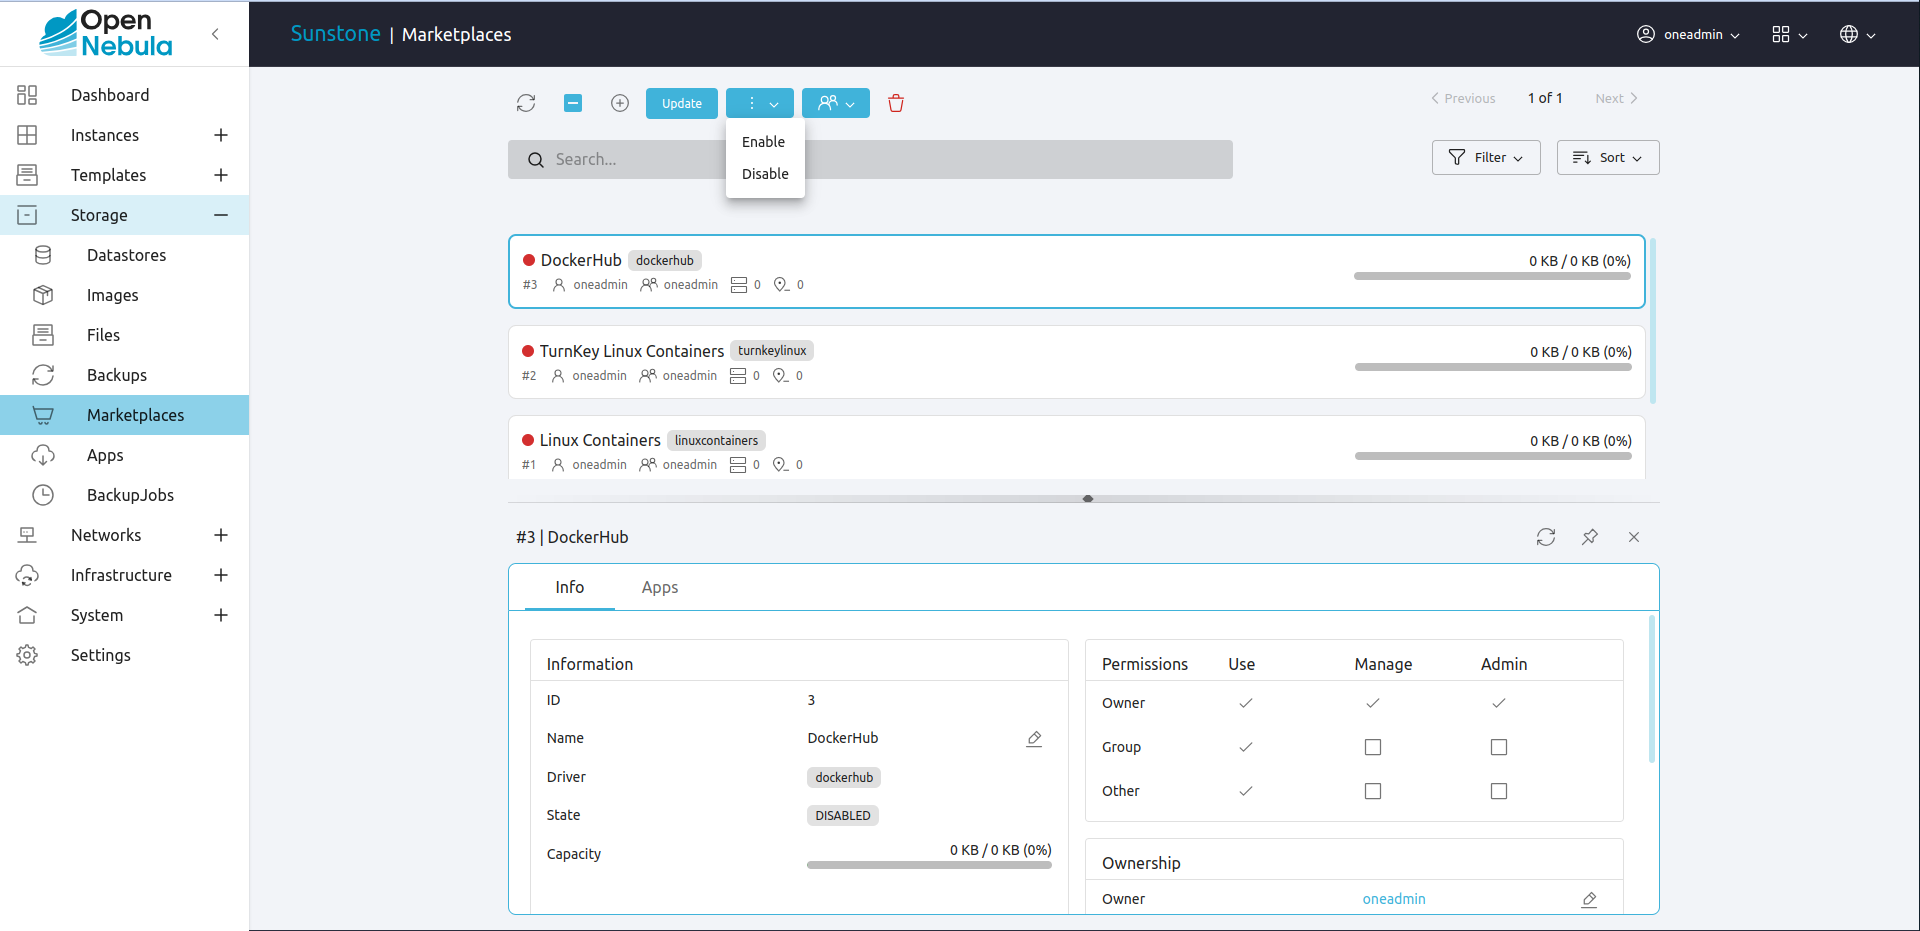 Open
Nebula
Sunstone | Marketplaces
oneadmin
Dashboard
Instances
Templates
Storage
Datastores
Images
Files
Backups
Marketplaces
Apps
BackupJobs
Networks
Infrastructure
System
Settings
Update
Previous 1 of 1 Next
Enable
Disable
Search...
Filter Sort
DockerHub dockerhub 0 KB / 0 KB (0%)
#3 oneadmin oneadmin 0 0
TurnKey Linux Containers turnkeylinux 0 KB / 0 KB (0%)
#2 oneadmin oneadmin 0 0
Linux Containers linuxcontainers 0 KB / 0 KB (0%)
#1 oneadmin oneadmin 0 0
#3 | DockerHub
Info Apps
Information
ID 3
Name DockerHub
Driver dockerhub
State DISABLED
Capacity 0 KB / 0 KB (0%)
Permissions Use Manage Admin
Owner
Group
Other
Ownership
Owner oneadmin